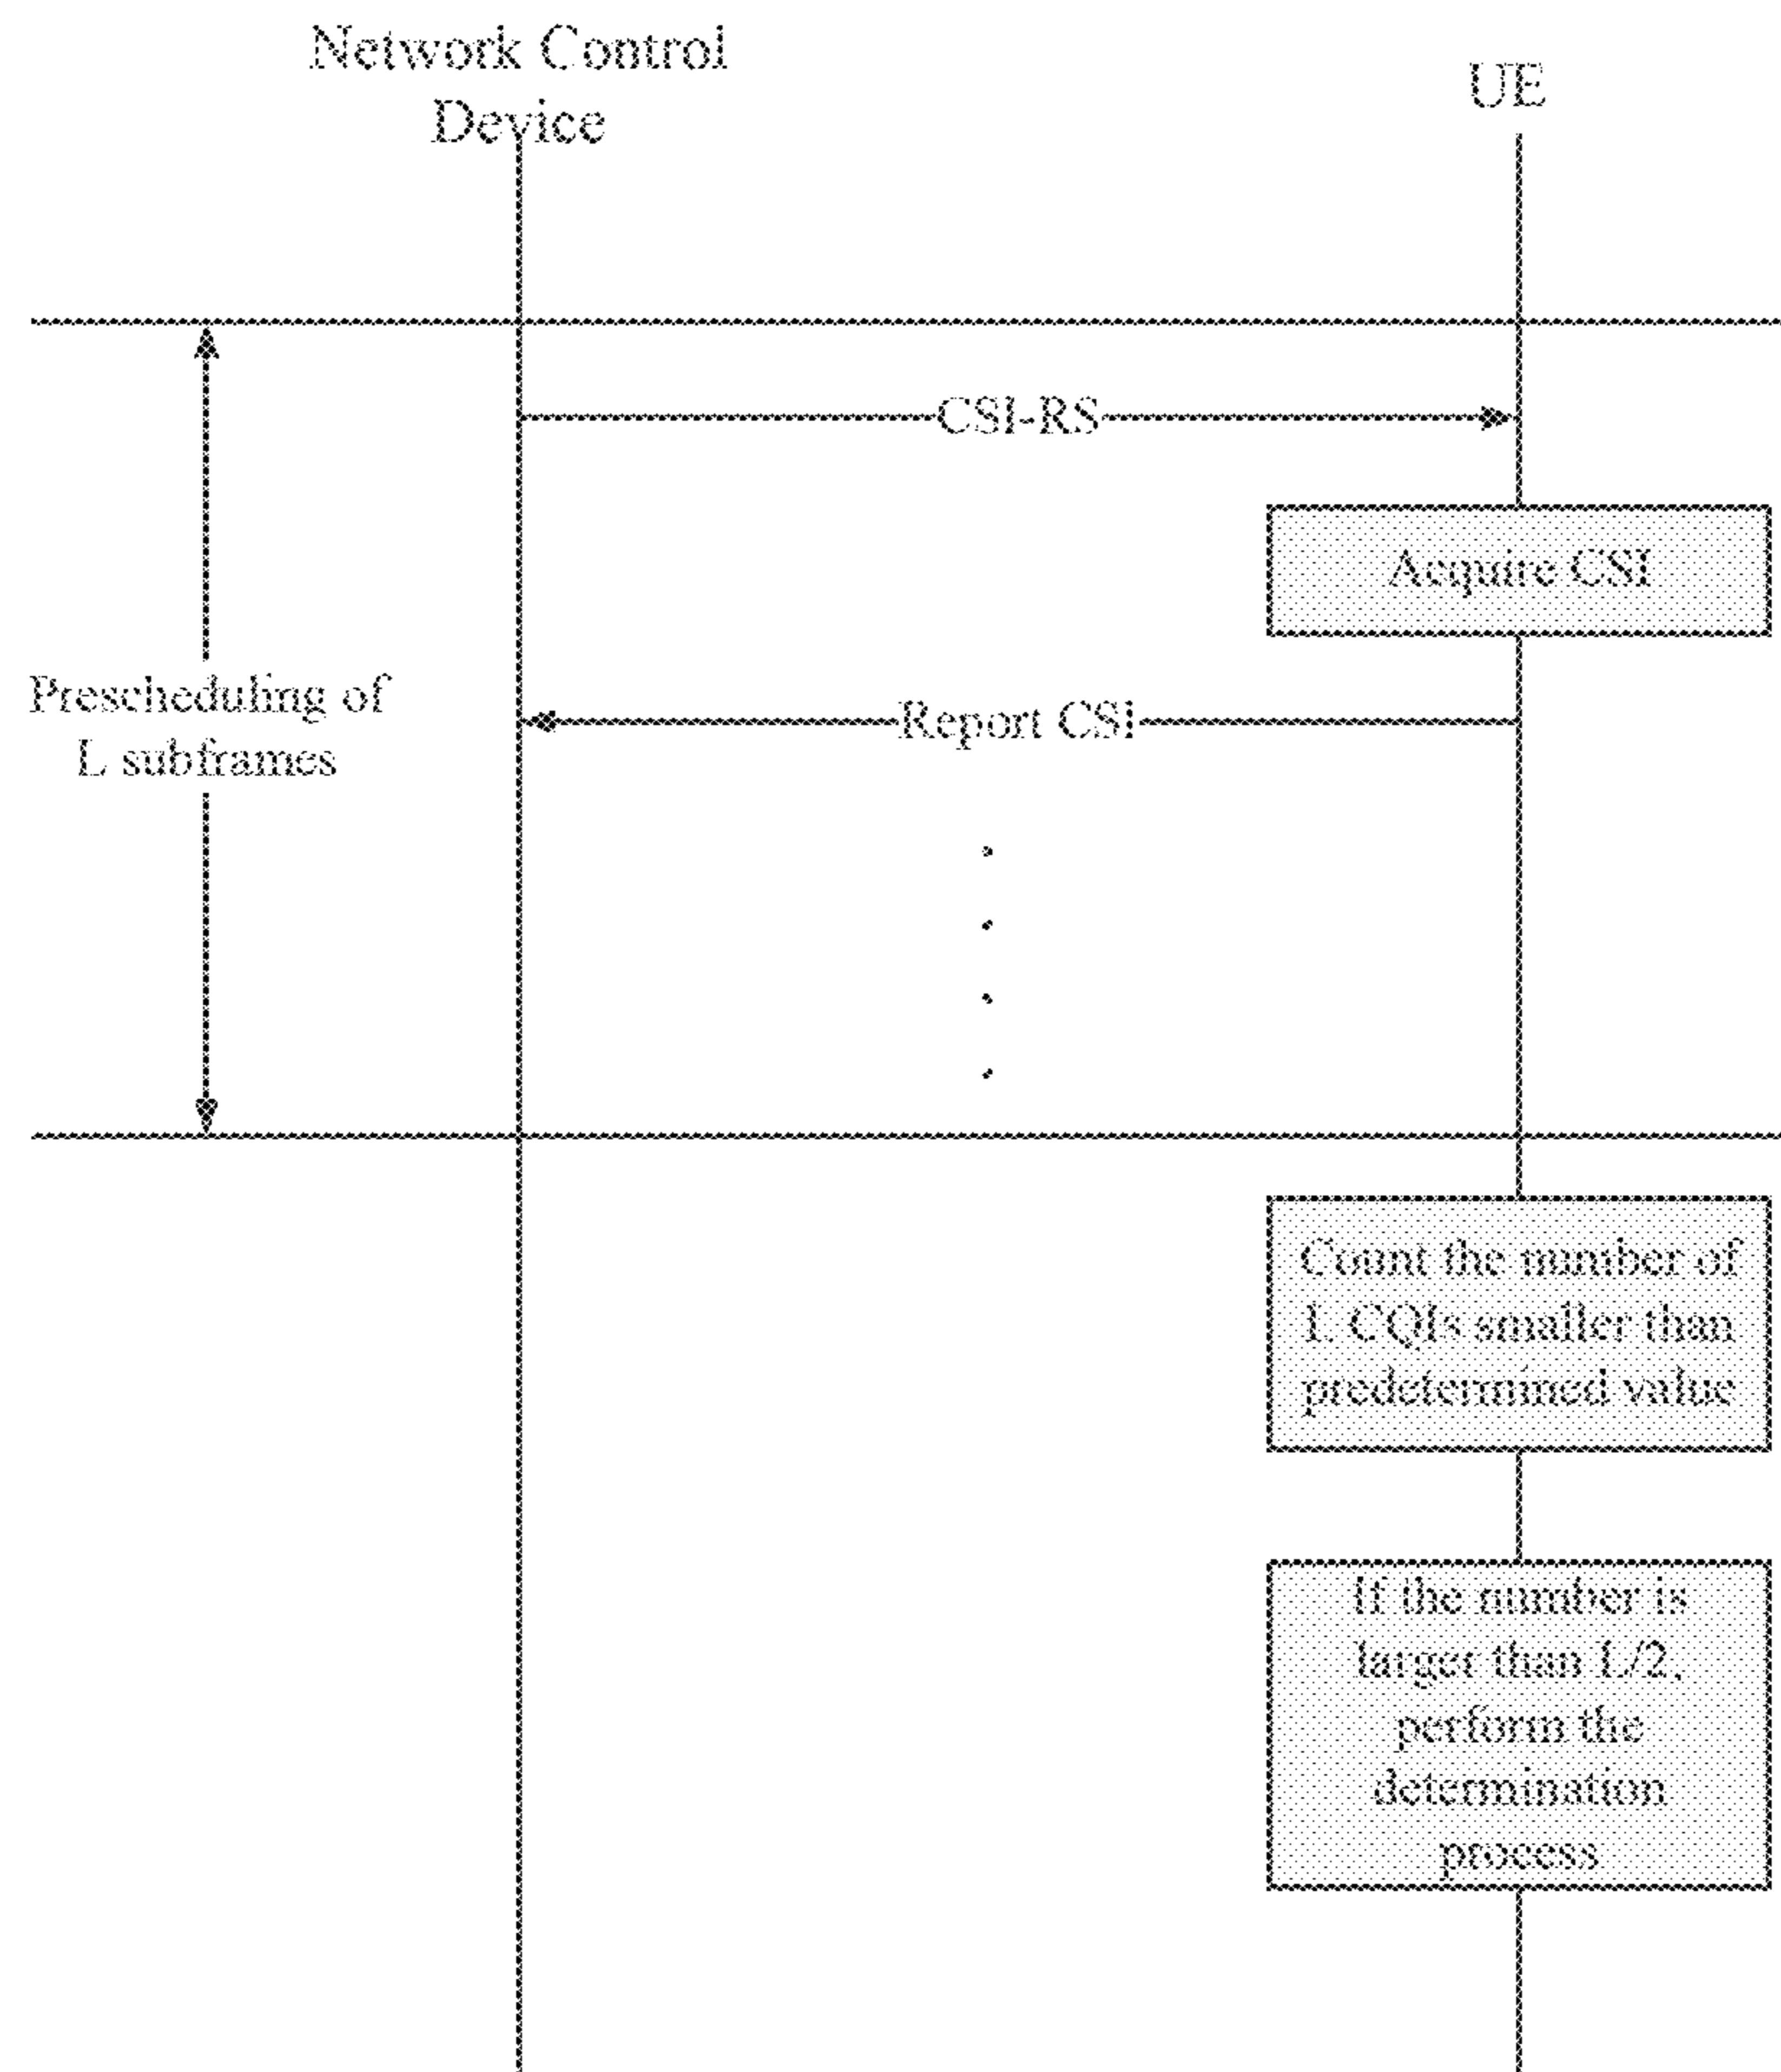 Network Control
Device
UE
CSI-RS
Acquire CSI
Prescheduling of
L subframes
Report CSI
Count the number of
L CQIs smaller than
predetermined value
If the number is
larger than L/2,
perform the
determination
process